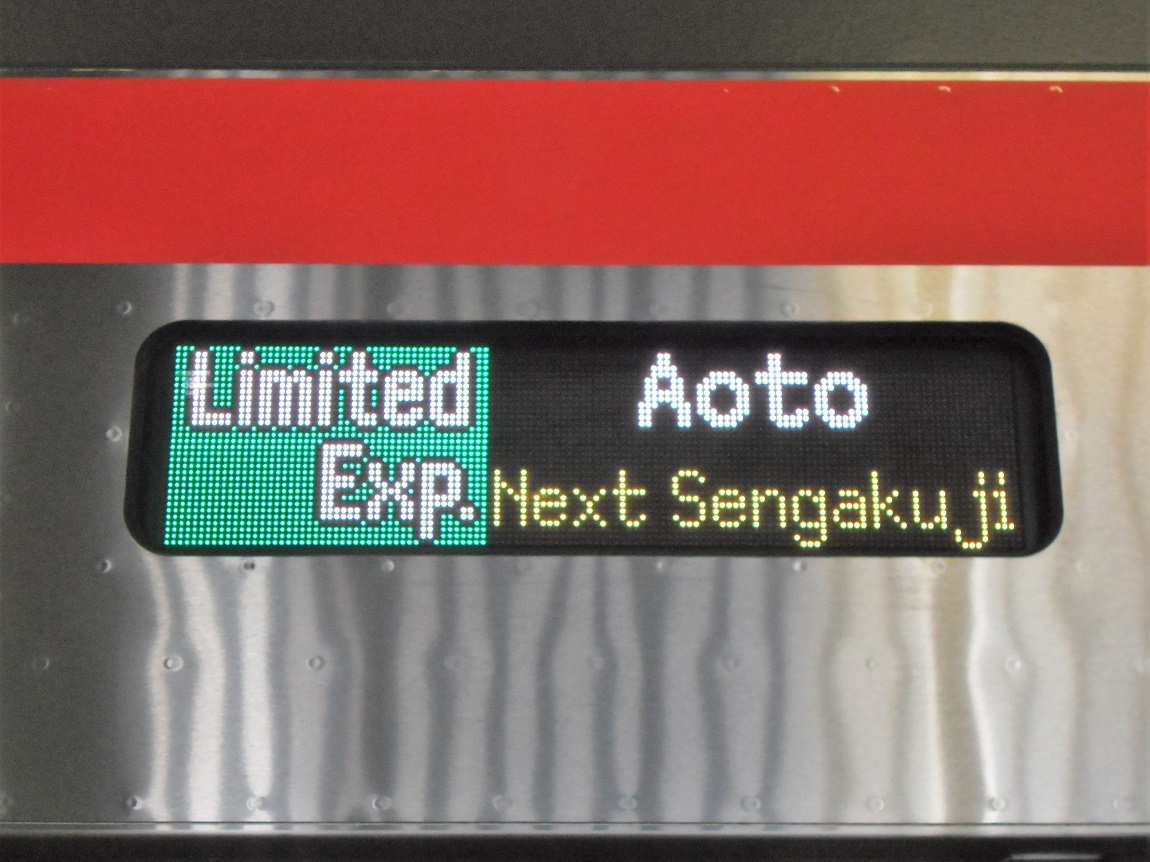 Limited
Exp.
Aoto
Next Sengakuji